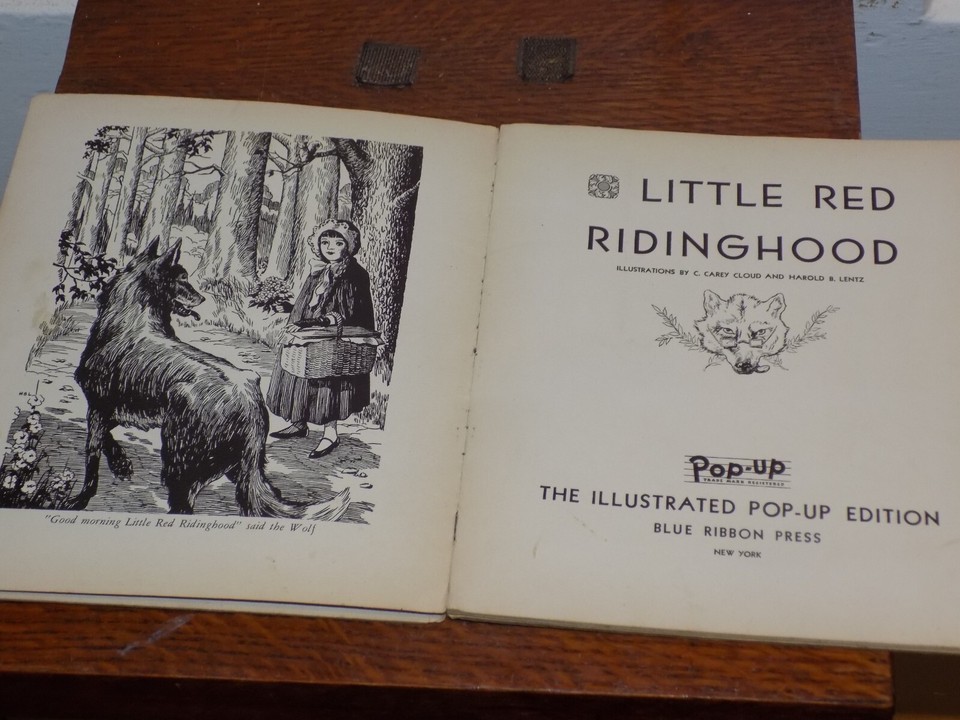 "Good morning Little Red Ridinghood" said the Wolf
LITTLE RED
RIDINGHOOD
ILLUSTRATIONS BY C. CAREY CLOUD AND HAROLD B. LENTZ
Pop-up
TRADE MARK REGISTERED
THE ILLUSTRATED POP-UP EDITION
BLUE RIBBON PRESS
NEW YORK